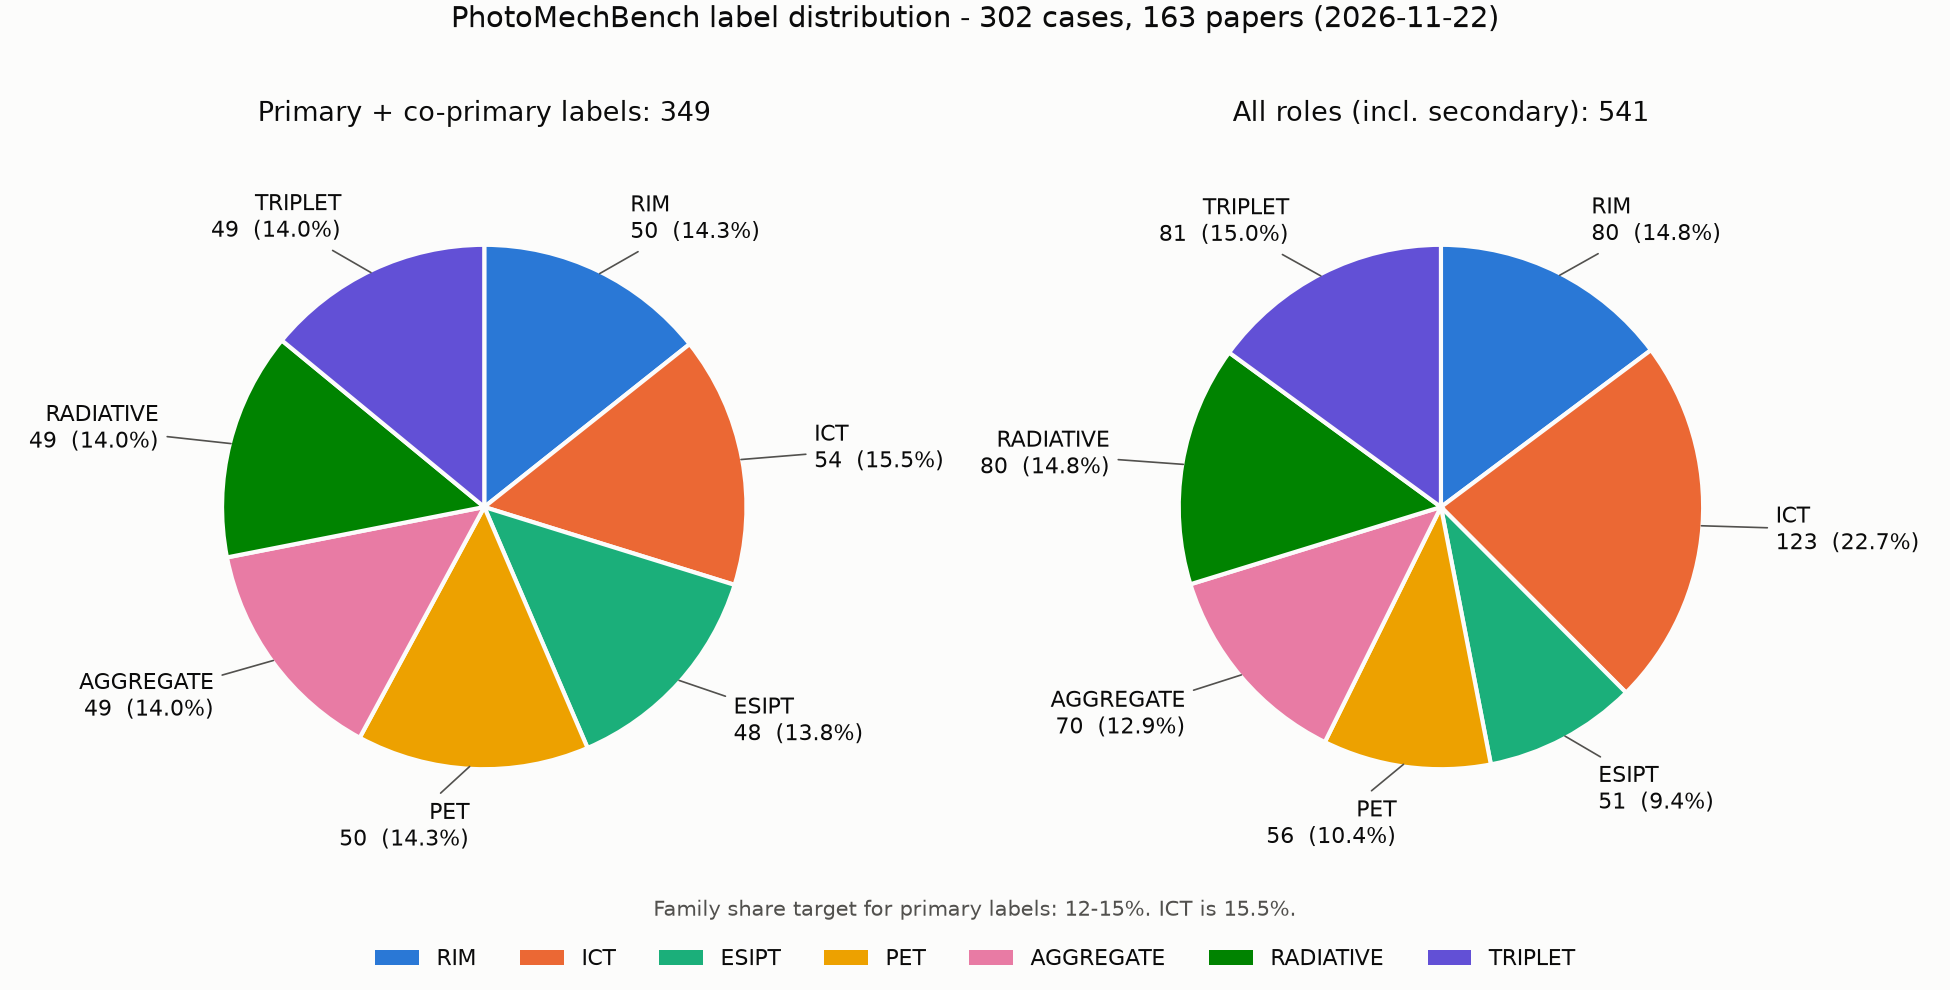 PhotoMechBench label distribution - 302 cases, 163 papers (2026-11-22)
Primary + co-primary labels: 349
TRIPLET
49 (14.0%)
RIM
50 (14.3%)
RADIATIVE
49 (14.0%)
ICT
54 (15.5%)
AGGREGATE
49 (14.0%)
ESIPT
48 (13.8%)
PET
50 (14.3%)
All roles (incl. secondary): 541
TRIPLET
81 (15.0%)
RIM
80 (14.8%)
RADIATIVE
80 (14.8%)
ICT
123 (22.7%)
AGGREGATE
70 (12.9%)
ESIPT
51 (9.4%)
PET
56 (10.4%)
Family share target for primary labels: 12-15%. ICT is 15.5%.
RIM ICT ESIPT PET AGGREGATE RADIATIVE TRIPLET